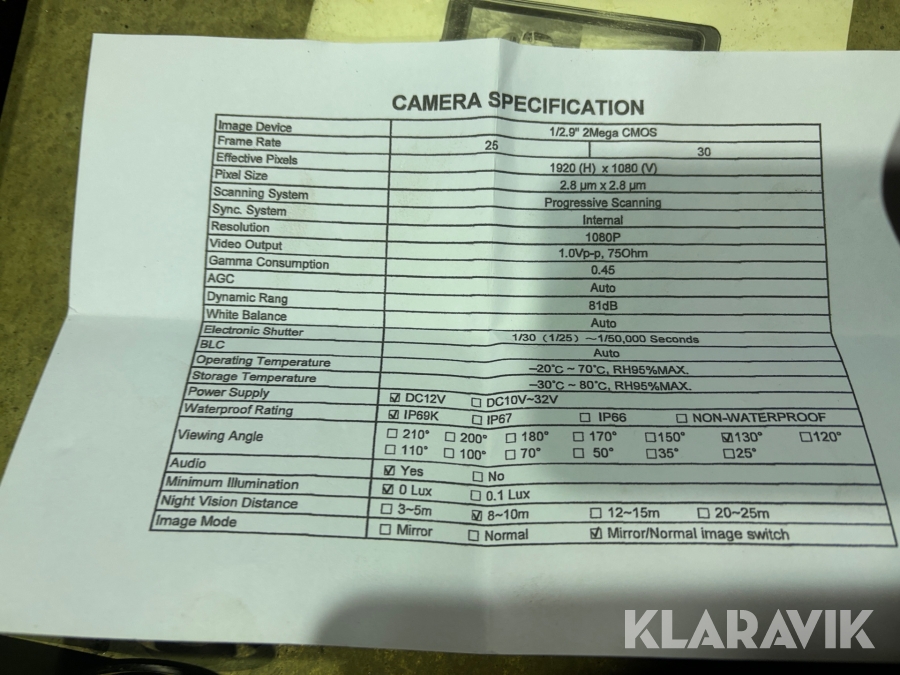 CAMERA SPECIFICATION
Image Device 1/2.9" 2Mega CMOS
Frame Rate 25 30
Effective Pixels 1920 (H) x 1080 (V)
Pixel Size 2.8 μm x 2.8 μm
Scanning System Progressive Scanning
Sync. System Internal
Resolution 1080P
Video Output 1.0Vp-p, 75Ohm
Gamma Consumption 0.45
AGC Auto
Dynamic Rang 81dB
White Balance Auto
Electronic Shutter 1/30 (1/25) ~1/50,000 Seconds
BLC Auto
Operating Temperature –20°C ~ 70°C, RH95%MAX.
Storage Temperature –30°C ~ 80°C, RH95%MAX.
Power Supply ☑ DC12V ☐ DC10V~32V
Waterproof Rating ☑ IP69K ☐ IP67 ☐ IP66 ☐ NON-WATERPROOF
Viewing Angle ☐ 210° ☐ 200° ☐ 180° ☐ 170° ☐150° ☑130° ☐120°
☐ 110° ☐ 100° ☐ 70° ☐ 50° ☐35° ☐25°
Audio ☑ Yes ☐ No
Minimum Illumination ☑ 0 Lux ☐ 0.1 Lux
Night Vision Distance ☐ 3~5m ☑ 8~10m ☐ 12~15m ☐ 20~25m
Image Mode ☐ Mirror ☐ Normal ☑ Mirror/Normal image switch
KLARAVIK